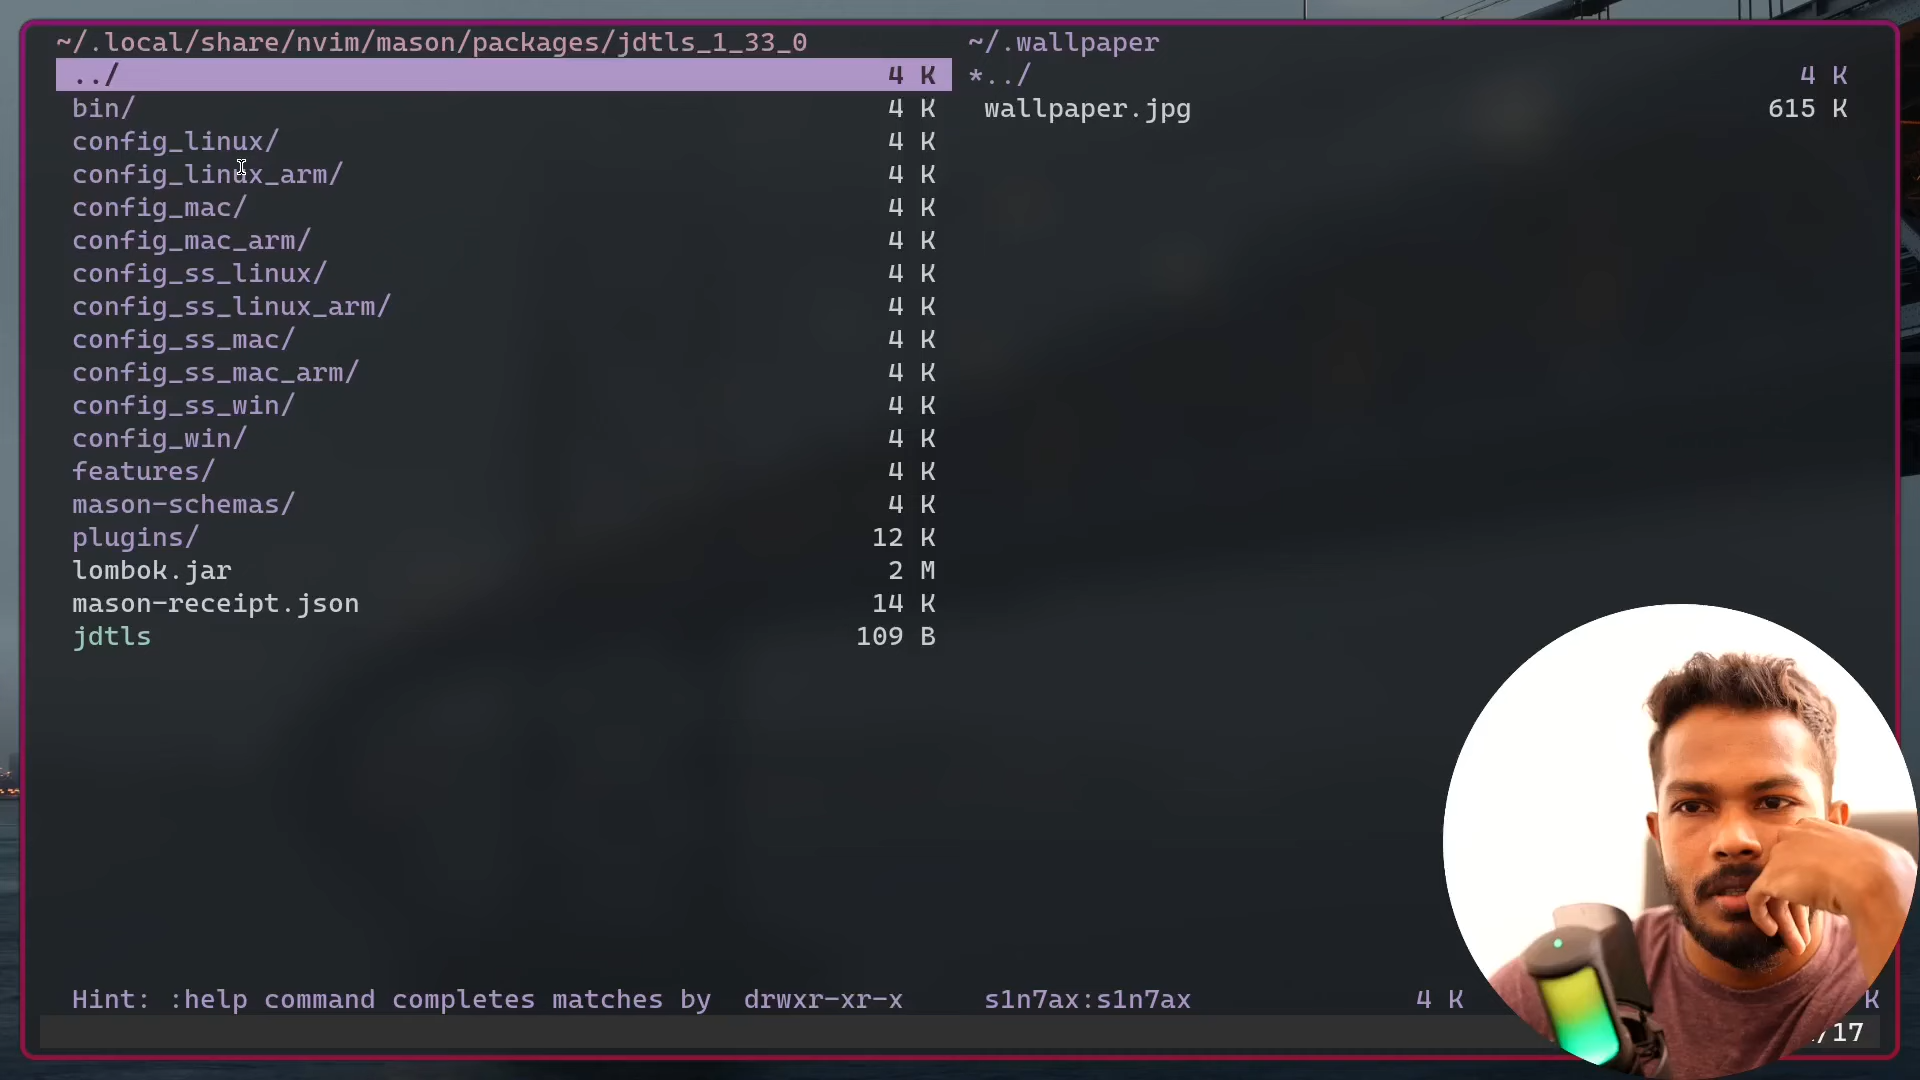 ~/.local/share/nvim/mason/packages/jdtls_1_33_0
../ 4 K
bin/ 4 K
config_linux/ 4 K
config_linux_arm/ 4 K
config_mac/ 4 K
config_mac_arm/ 4 K
config_ss_linux/ 4 K
config_ss_linux_arm/ 4 K
config_ss_mac/ 4 K
config_ss_mac_arm/ 4 K
config_ss_win/ 4 K
config_win/ 4 K
features/ 4 K
mason-schemas/ 4 K
plugins/ 12 K
lombok.jar 2 M
mason-receipt.json 14 K
jdtls 109 B
~/.wallpaper
*../ 4 K
wallpaper.jpg 615 K
Hint: :help command completes matches by drwxr-xr-x s1n7ax:s1n7ax 4 K K
/17